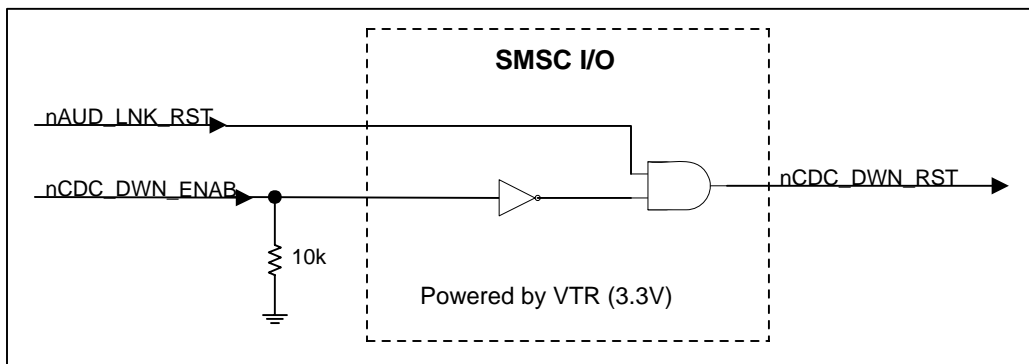 SMSC I/O
nAUD_LNK_RST
nCDC_DWN_ENAB
nCDC_DWN_RST
10k
Powered by VTR (3.3V)